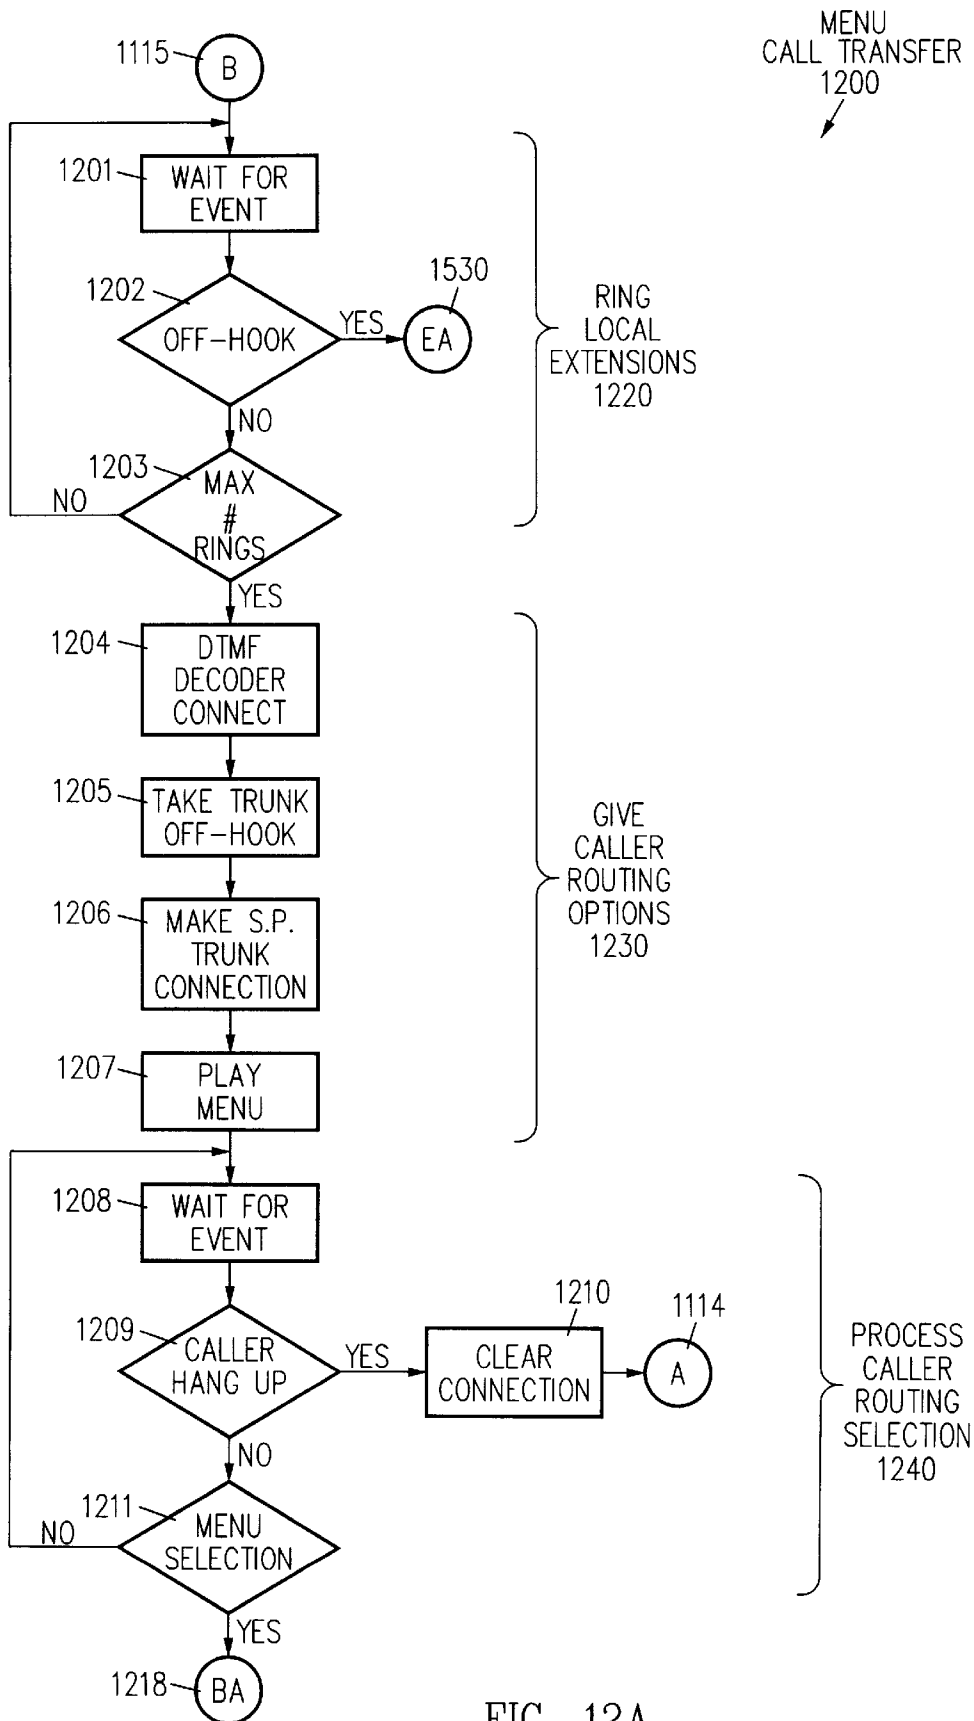 MENU
CALL TRANSFER
1200
1115
B
1201
WAIT FOR
EVENT
1202
OFF-HOOK
YES
1530
EA
NO
RING
LOCAL
EXTENSIONS
1220
1203
MAX
#
RINGS
NO
YES
1204
DTMF
DECODER
CONNECT
1205
TAKE TRUNK
OFF-HOOK
1206
MAKE S.P.
TRUNK
CONNECTION
1207
PLAY
MENU
GIVE
CALLER
ROUTING
OPTIONS
1230
1208
WAIT FOR
EVENT
1209
CALLER
HANG UP
YES
1210
CLEAR
CONNECTION
1114
A
NO
1211
MENU
SELECTION
NO
YES
PROCESS
CALLER
ROUTING
SELECTION
1240
1218
BA
FIG. 12A